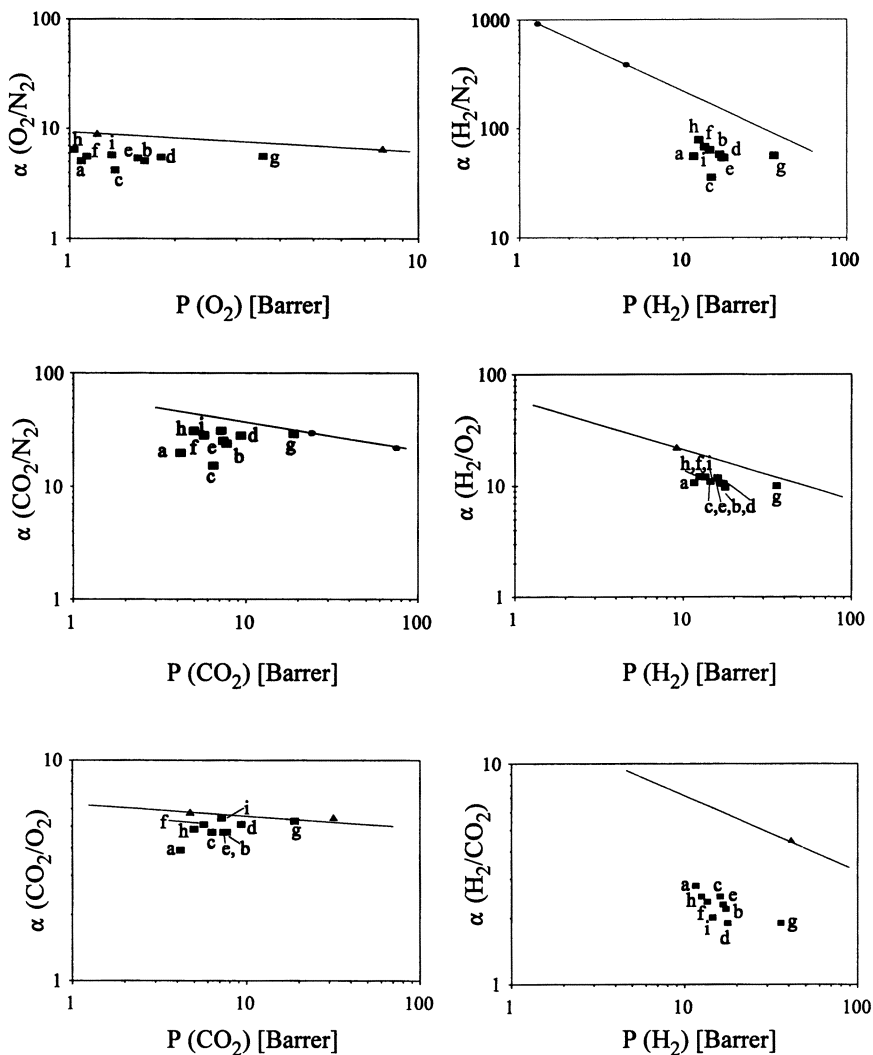 100
10
1
1
10
α (O₂/N₂)
h
a
f
i
c
e
b
d
g
P (O₂) [Barrer]
1000
100
10
1
10
100
α (H₂/N₂)
h
f
b
d
a
i
e
c
g
P (H₂) [Barrer]
100
10
1
1
10
100
α (CO₂/N₂)
h
i
d
f
e
b
a
c
g
P (CO₂) [Barrer]
100
10
1
1
10
100
α (H₂/O₂)
h,f,i
a
c,e,b,d
g
P (H₂) [Barrer]
10
1
1
10
100
α (CO₂/O₂)
i
f
h
d
g
a
c
e, b
P (CO₂) [Barrer]
10
1
1
10
100
α (H₂/CO₂)
a
c
h
e
f
b
i
d
g
P (H₂) [Barrer]